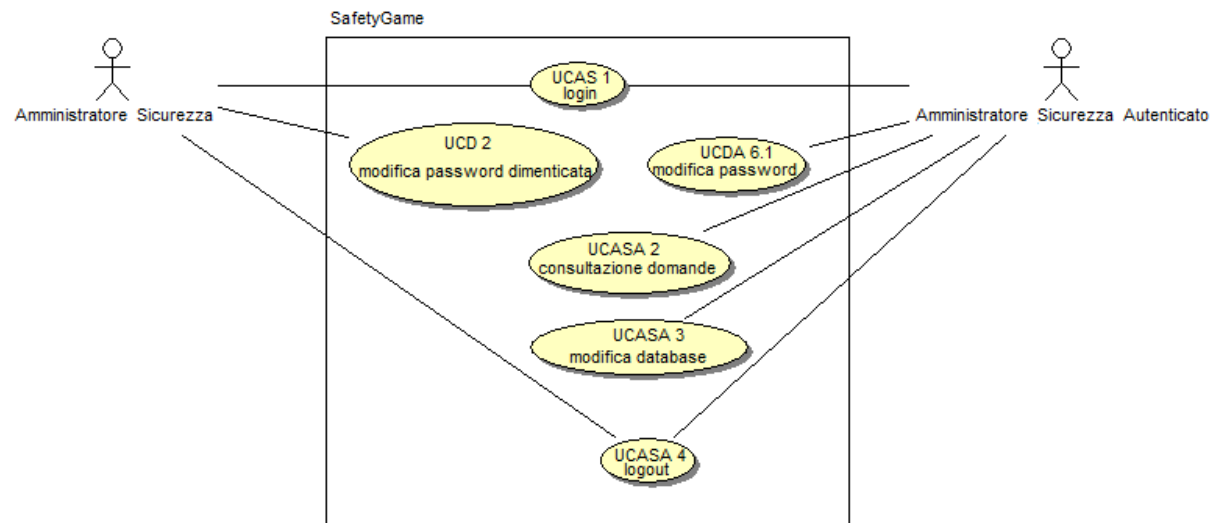 SafetyGame
UCAS 1
login
Amministratore Sicurezza
Amministratore Sicurezza Autenticato
UCD 2
modifica password dimenticata
UCDA 6.1
modifica password
UCASA 2
consultazione domande
UCASA 3
modifica database
UCASA 4
logout